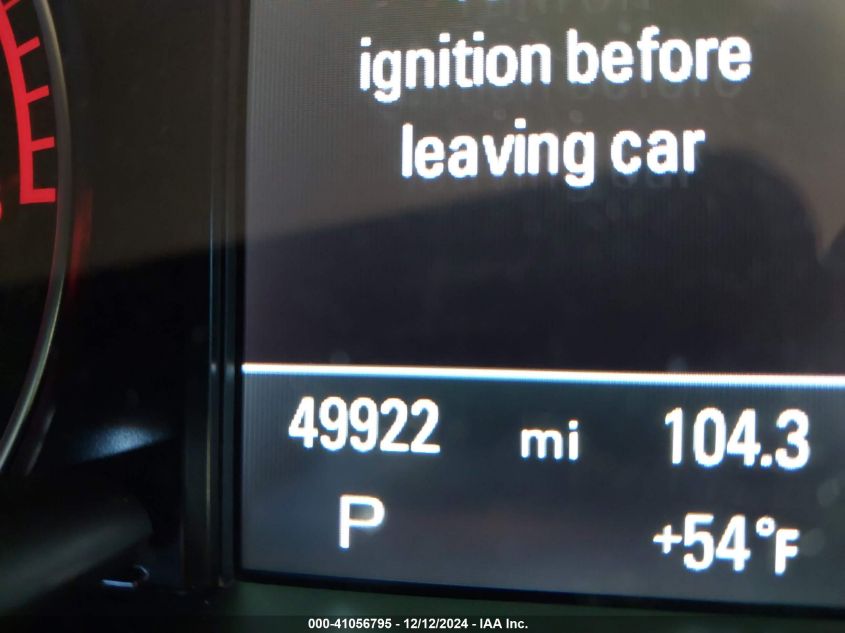 ignition before
leaving car
49922 mi 104.3
P +54°F
000-41056795 - 12/12/2024 - IAA Inc.